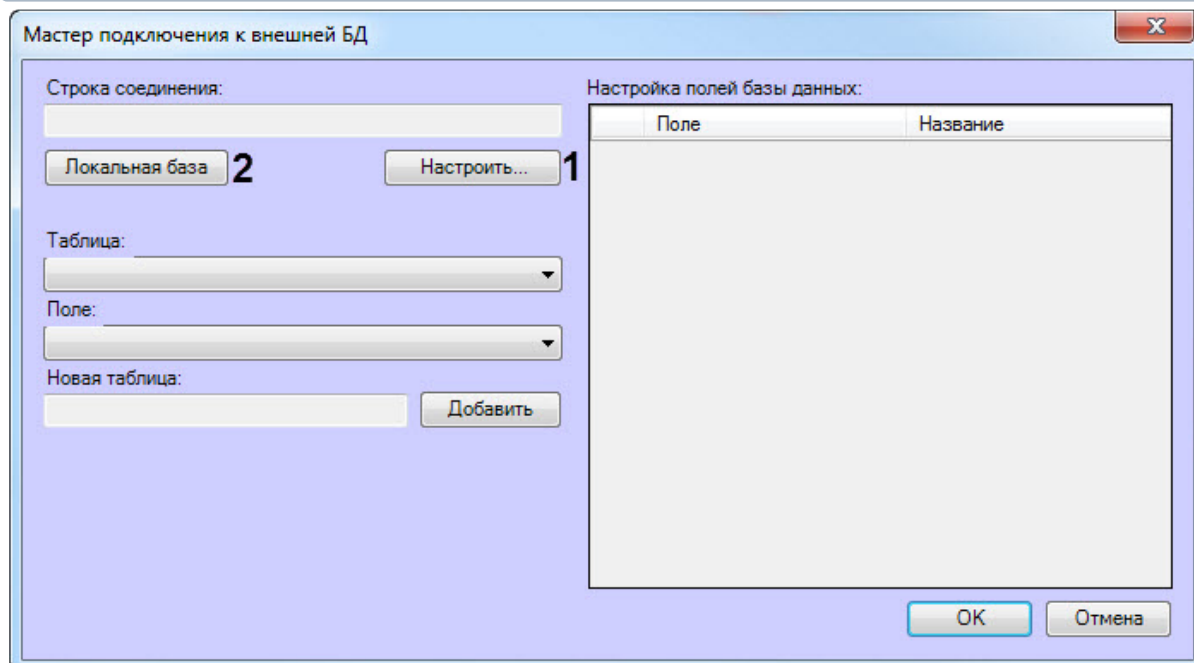 Мастер подключения к внешней БД
X
Строка соединения:
Локальная база 2
Настроить... 1
Таблица:
Поле:
Новая таблица:
Добавить
Настройка полей базы данных:
Поле Название
OK Отмена